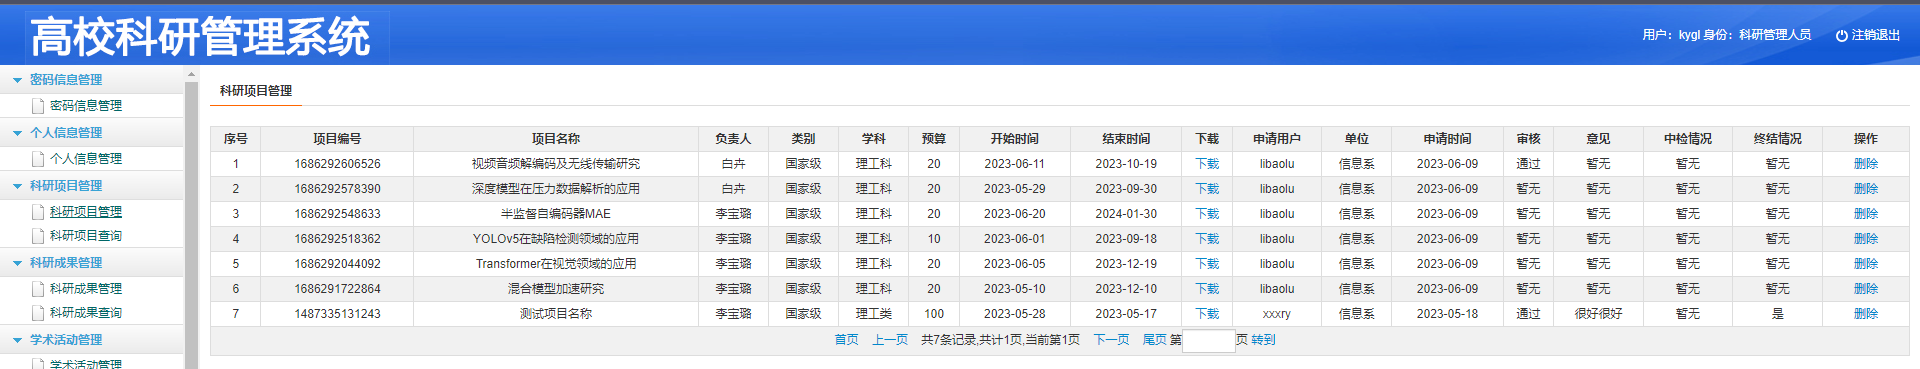 高校科研管理系统
用户：kygl 身份：科研管理人员 注销退出
密码信息管理
密码信息管理
个人信息管理
个人信息管理
科研项目管理
科研项目管理
科研项目查询
科研成果管理
科研成果管理
科研成果查询
学术活动管理
学术活动管理
科研项目管理
序号 项目编号 项目名称 负责人 类别 学科 预算 开始时间 结束时间 下载 申请用户 单位 申请时间 审核 意见 中检情况 终结情况 操作
1 1686292606526 视频音频解编码及无线传输研究 白卉 国家级 理工科 20 2023-06-11 2023-10-19 下载 libaolu 信息系 2023-06-09 通过 暂无 暂无 暂无 删除
2 1686292578390 深度模型在压力数据解析的应用 白卉 国家级 理工科 20 2023-05-29 2023-09-30 下载 libaolu 信息系 2023-06-09 暂无 暂无 暂无 暂无 删除
3 1686292548633 半监督自编码器MAE 李宝璐 国家级 理工科 20 2023-06-20 2024-01-30 下载 libaolu 信息系 2023-06-09 暂无 暂无 暂无 暂无 删除
4 1686292518362 YOLOv5在缺陷检测领域的应用 李宝璐 国家级 理工科 10 2023-06-01 2023-09-18 下载 libaolu 信息系 2023-06-09 暂无 暂无 暂无 暂无 删除
5 1686292044092 Transformer在视觉领域的应用 李宝璐 国家级 理工科 20 2023-06-05 2023-12-19 下载 libaolu 信息系 2023-06-09 暂无 暂无 暂无 暂无 删除
6 1686291722864 混合模型加速研究 李宝璐 国家级 理工科 20 2023-05-10 2023-12-10 下载 libaolu 信息系 2023-06-09 暂无 暂无 暂无 暂无 删除
7 1487335131243 测试项目名称 李宝璐 国家级 理工类 100 2023-05-28 2023-05-17 下载 xxxry 信息系 2023-05-18 通过 很好很好 暂无 是 删除
首页 上一页 共7条记录,共计1页,当前第1页 下一页 尾页 第 页 转到